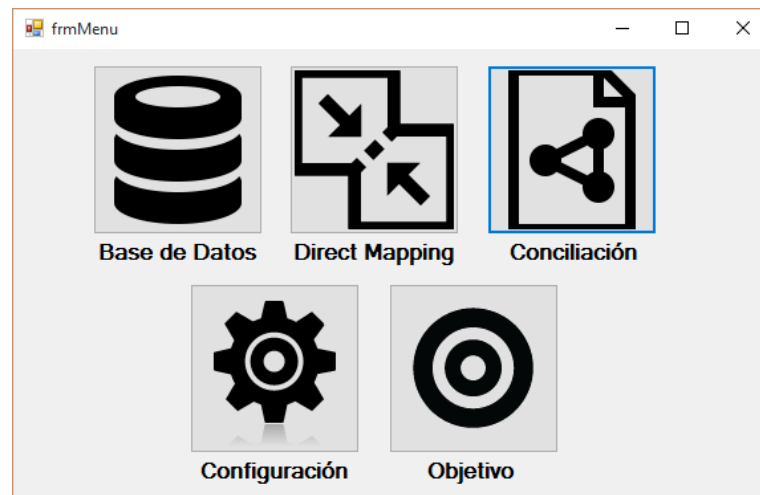 frmMenu
Base de Datos
Direct Mapping
Conciliación
Configuración
Objetivo